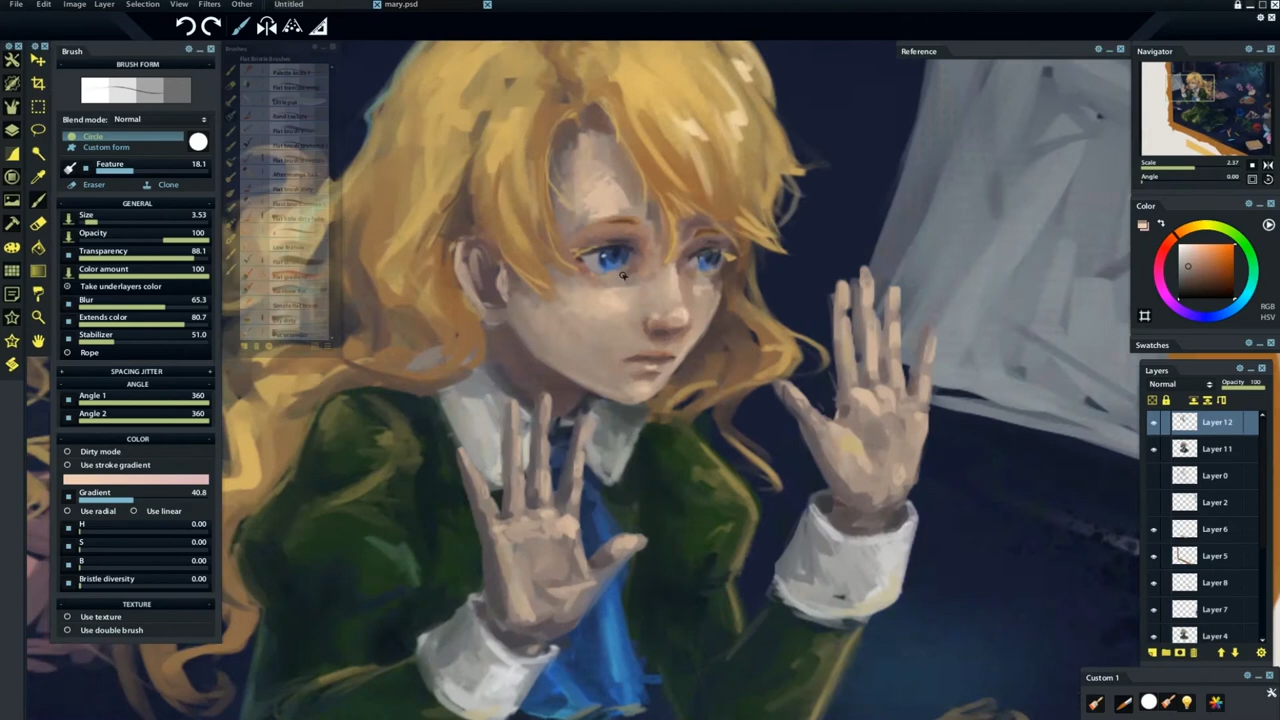 File Edit Image Layer Selection View Filters Other Untitled mary.psd
Brush
BRUSH FORM
Blend mode: Normal
Circle
Custom form
Feature 18.1
Eraser Clone
GENERAL
Size 3.53
Opacity 100
Transparency 88.1
Color amount 100
Take underlayers color
Blur 65.3
Extends color 80.7
Stabilizer 51.0
Rope
SPACING JITTER
ANGLE
Angle 1 360
Angle 2 360
COLOR
Dirty mode
Use stroke gradient
Gradient 40.8
Use radial Use linear
H 0.00
S 0.00
B 0.00
Bristle diversity 0.00
TEXTURE
Use texture
Use double brush
Brushes
Flat Bristle Brushes
Reference
Navigator
Scale 2.37
Angle 0.00
Color
RGB
HSV
Swatches
Layers
Normal Opacity 100
Layer 12
Layer 11
Layer 0
Layer 2
Layer 6
Layer 5
Layer 8
Layer 7
Layer 4
Custom 1